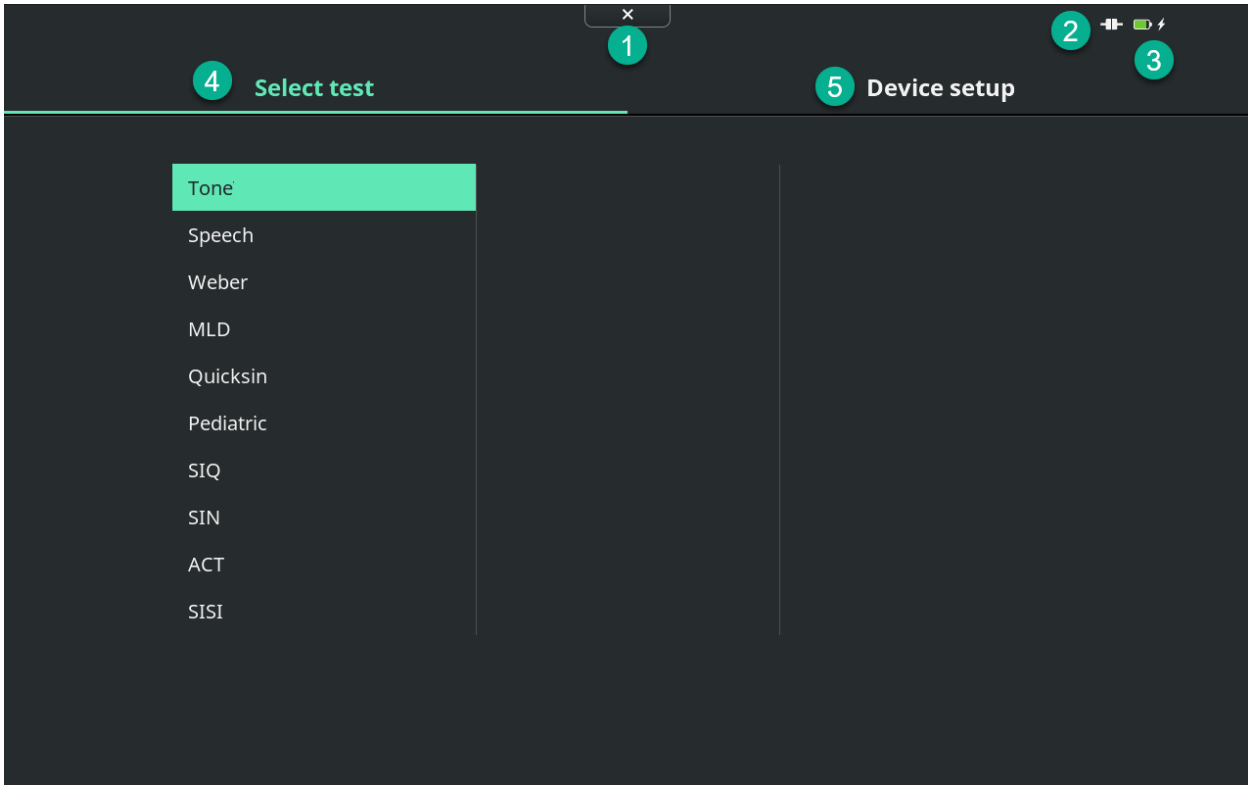 ×
1
2
3
4 Select test
5 Device setup
Tone
Speech
Weber
MLD
Quicksin
Pediatric
SIQ
SIN
ACT
SISI